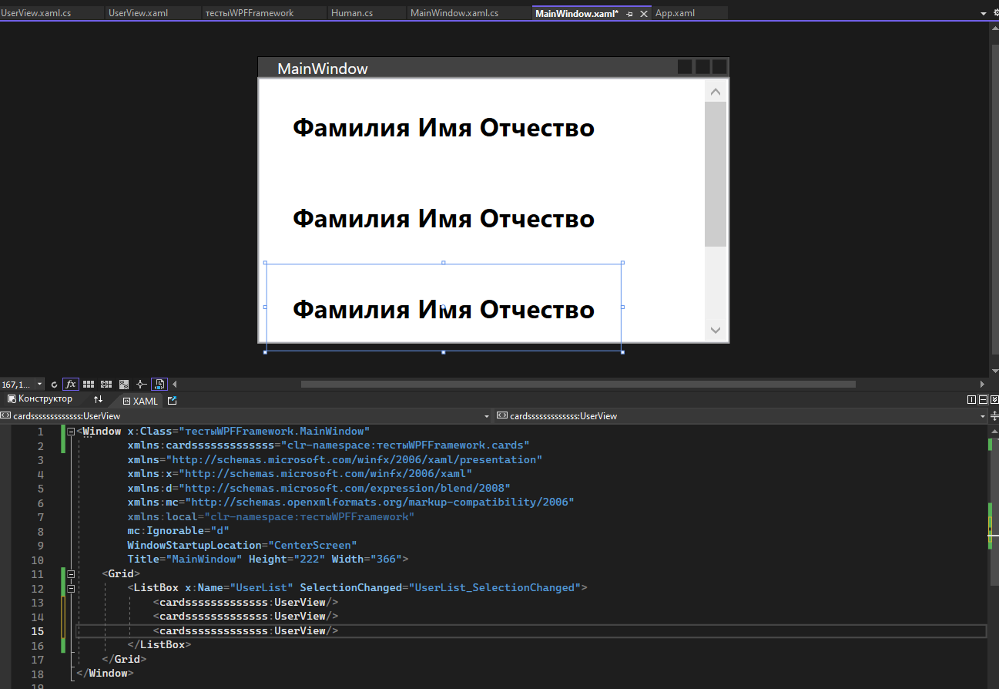 UserView.xaml.cs
UserView.xaml
тестыWPFFramework
Human.cs
MainWindow.xaml.cs
MainWindow.xaml*
App.xaml
MainWindow
Фамилия Имя Отчество
Фамилия Имя Отчество
Фамилия Имя Отчество
167,1...
fx
Конструктор
XAML
cardsssssssssssss:UserView
cardsssssssssssss:UserView
1 <Window x:Class="тестыWPFFramework.MainWindow"
2 xmlns:cardsssssssssssss="clr-namespace:тестыWPFFramework.cards"
3 xmlns="http://schemas.microsoft.com/winfx/2006/xaml/presentation"
4 xmlns:x="http://schemas.microsoft.com/winfx/2006/xaml"
5 xmlns:d="http://schemas.microsoft.com/expression/blend/2008"
6 xmlns:mc="http://schemas.openxmlformats.org/markup-compatibility/2006"
7 xmlns:local="clr-namespace:тестыWPFFramework"
8 mc:Ignorable="d"
9 WindowStartupLocation="CenterScreen"
10 Title="MainWindow" Height="222" Width="366">
11 <Grid>
12 <ListBox x:Name="UserList" SelectionChanged="UserList_SelectionChanged">
13 <cardsssssssssssss:UserView/>
14 <cardsssssssssssss:UserView/>
15 <cardsssssssssssss:UserView/>
16 </ListBox>
17 </Grid>
18 </Window>
19